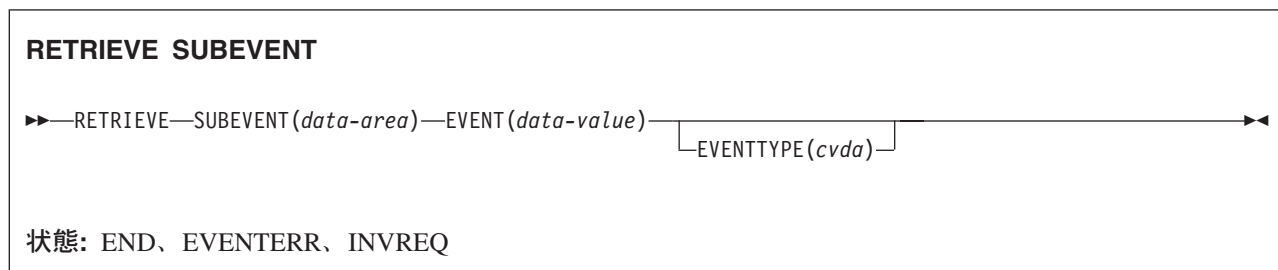 RETRIEVE SUBEVENT
RETRIEVE SUBEVENT(data-area) EVENT(data-value)
EVENTTYPE(cvda)
状態: END、EVENTERR、INVREQ